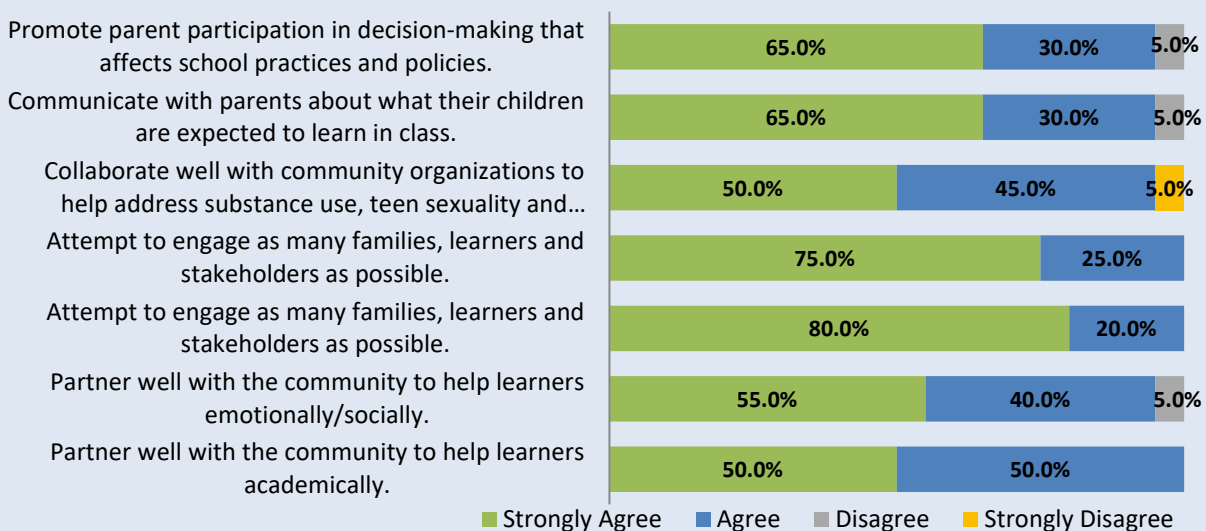 Promote parent participation in decision-making that
affects school practices and policies.
65.0% 30.0% 5.0%
Communicate with parents about what their children
are expected to learn in class.
65.0% 30.0% 5.0%
Collaborate well with community organizations to
help address substance use, teen sexuality and…
50.0% 45.0% 5.0%
Attempt to engage as many families, learners and
stakeholders as possible.
75.0% 25.0%
Attempt to engage as many families, learners and
stakeholders as possible.
80.0% 20.0%
Partner well with the community to help learners
emotionally/socially.
55.0% 40.0% 5.0%
Partner well with the community to help learners
academically.
50.0% 50.0%
Strongly Agree Agree Disagree Strongly Disagree